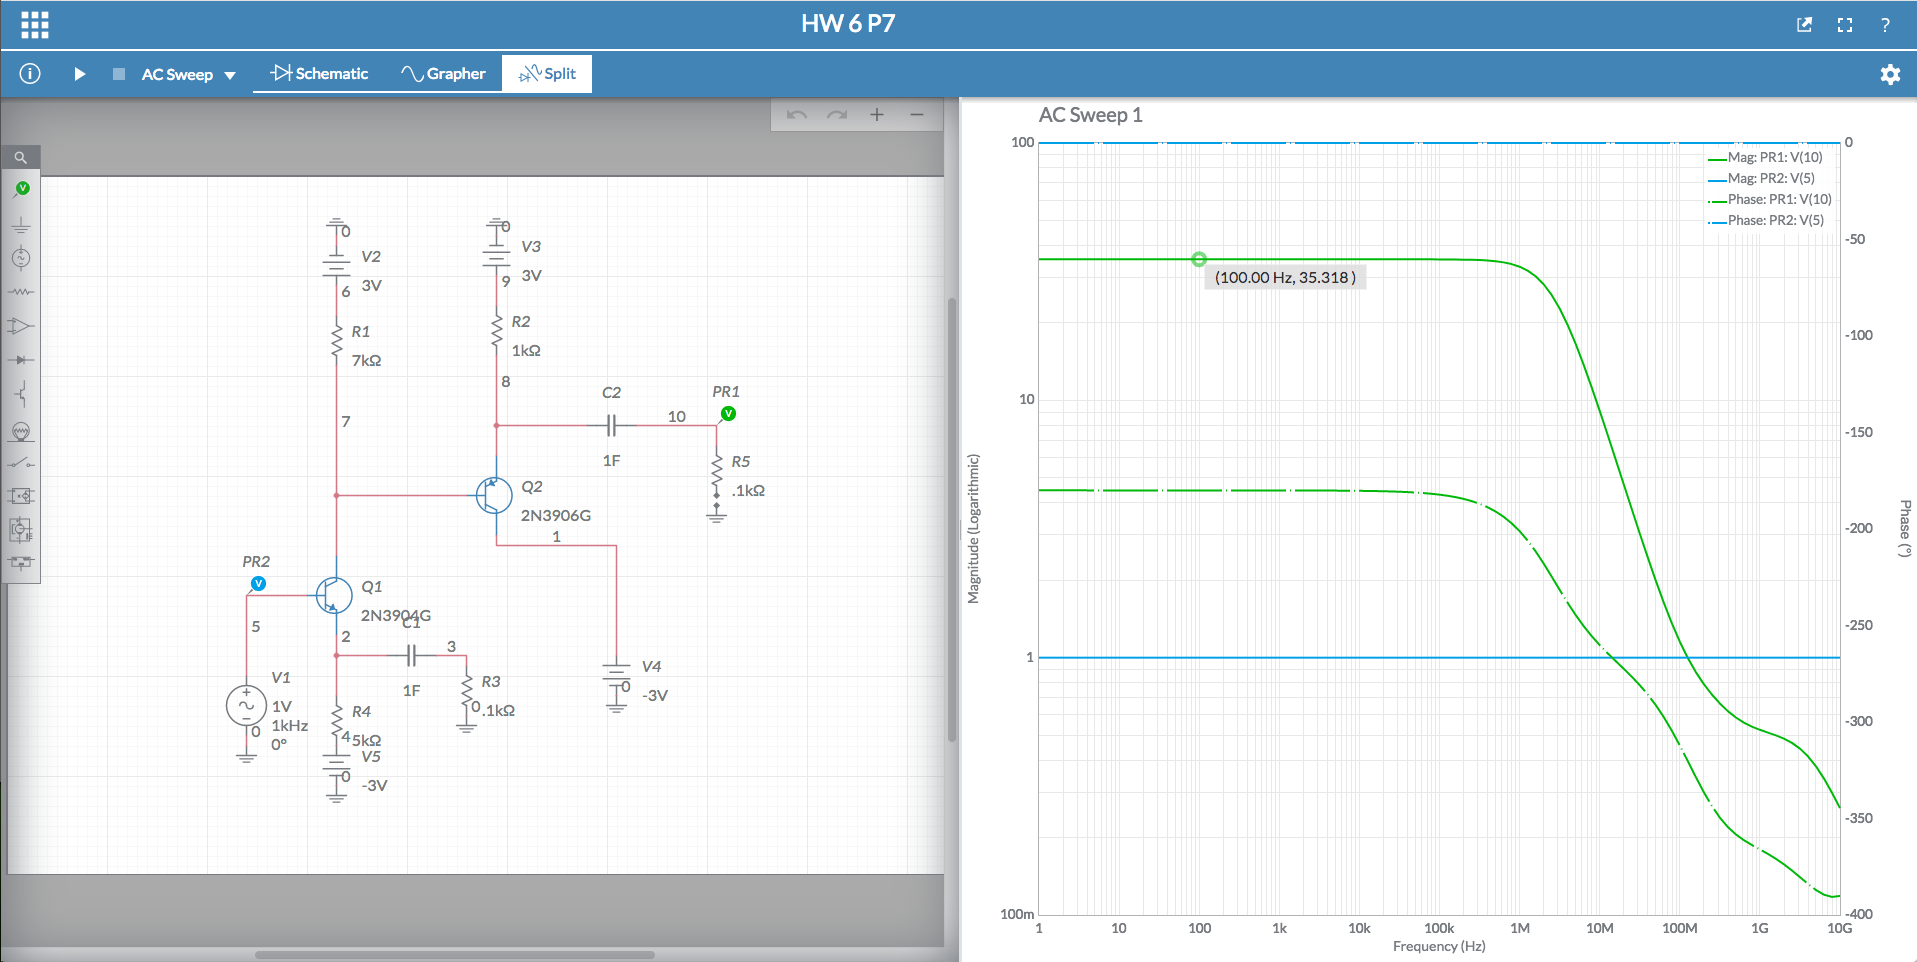 HW 6 P7
?
i
AC Sweep
Schematic
Grapher
Split
V
0
V2
3V
6
R1
7kΩ
7
0
V3
3V
9
R2
1kΩ
8
C2
1F
10
PR1
V
R5
.1kΩ
Q2
2N3906G
1
PR2
V
5
Q1
2N3904G
2
C1
3
1F
R3
0.1kΩ
V1
1V
1kHz
0°
0
R4
4
5kΩ
V5
0
-3V
V4
0
-3V
AC Sweep 1
Mag: PR1: V(10)
Mag: PR2: V(5)
Phase: PR1: V(10)
Phase: PR2: V(5)
(100.00 Hz, 35.318 )
Magnitude (Logarithmic)
100
10
1
100m
0
-50
-100
-150
-200
-250
-300
-350
-400
Phase (°)
1
10
100
1k
10k
100k
1M
10M
100M
1G
10G
Frequency (Hz)